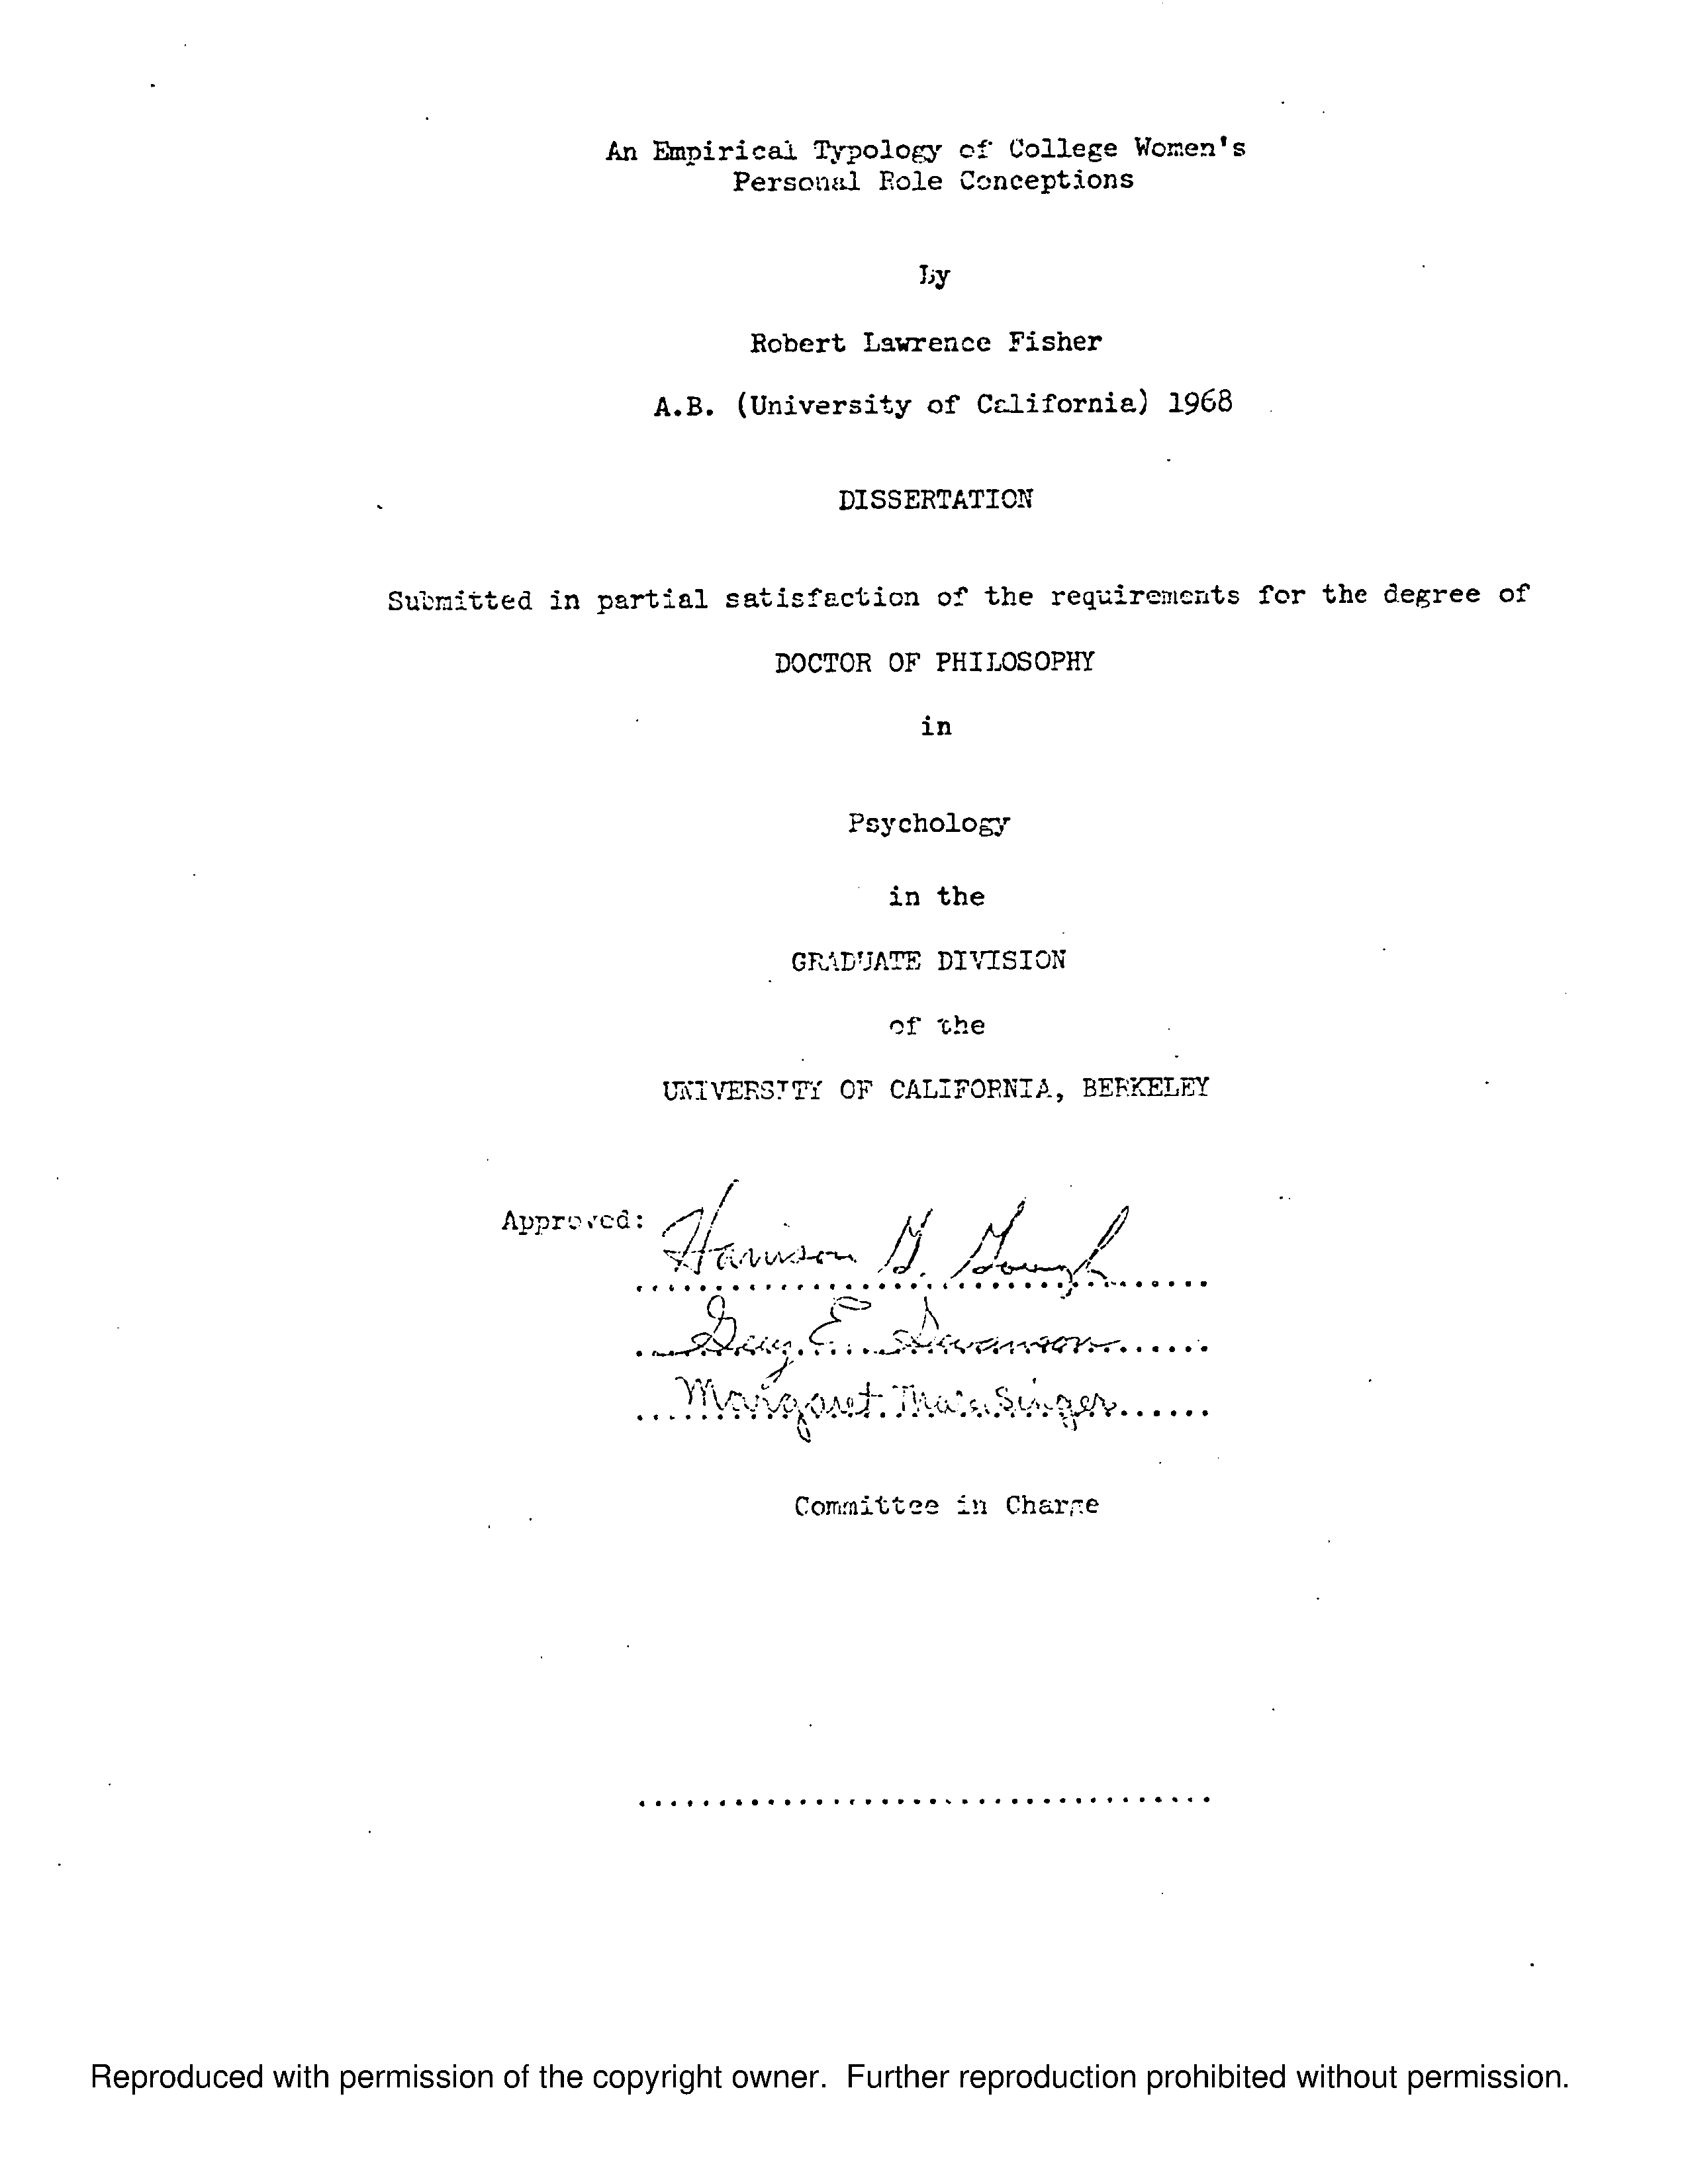 An Empirical Typology of College Women's
Personal Role Conceptions
By
Robert Lawrence Fisher
A.B. (University of California) 1968
DISSERTATION
Submitted in partial satisfaction of the requirements for the degree of
DOCTOR OF PHILOSOPHY
in
Psychology
in the
GRADUATE DIVISION
of the
UNIVERSITY OF CALIFORNIA, BERKELEY
Approved: Harrison G. Gough
Guy E. Swanson
Margaret Thaler Singer
Committee in Charge
Reproduced with permission of the copyright owner. Further reproduction prohibited without permission.